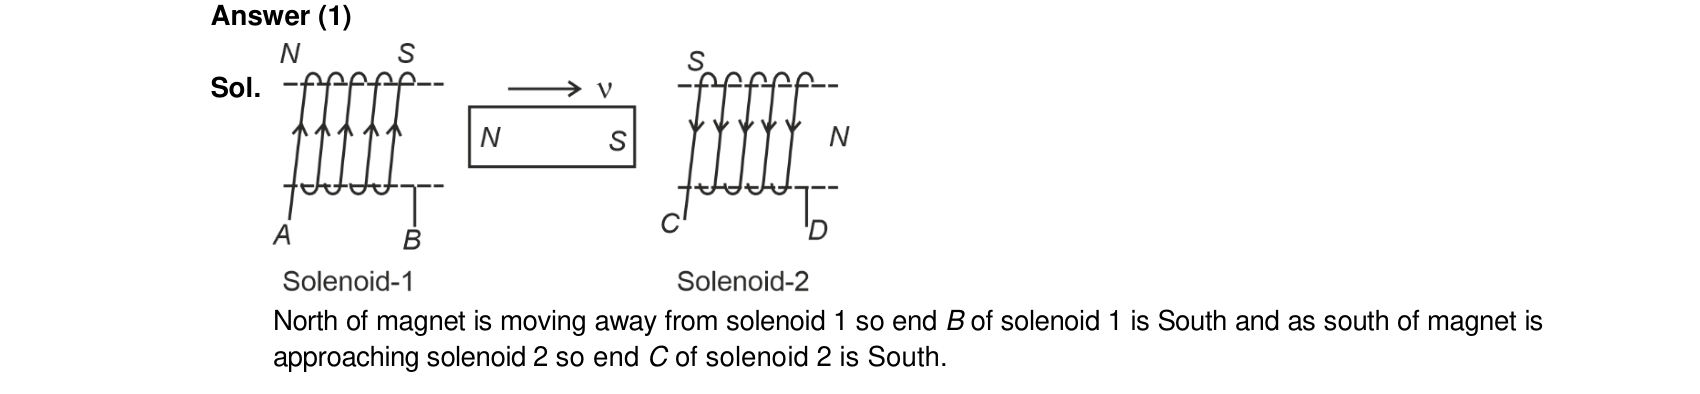 Answer (1)
N S S
Sol. v
N S N
A B C D
Solenoid-1 Solenoid-2
North of magnet is moving away from solenoid 1 so end B of solenoid 1 is South and as south of magnet is
approaching solenoid 2 so end C of solenoid 2 is South.